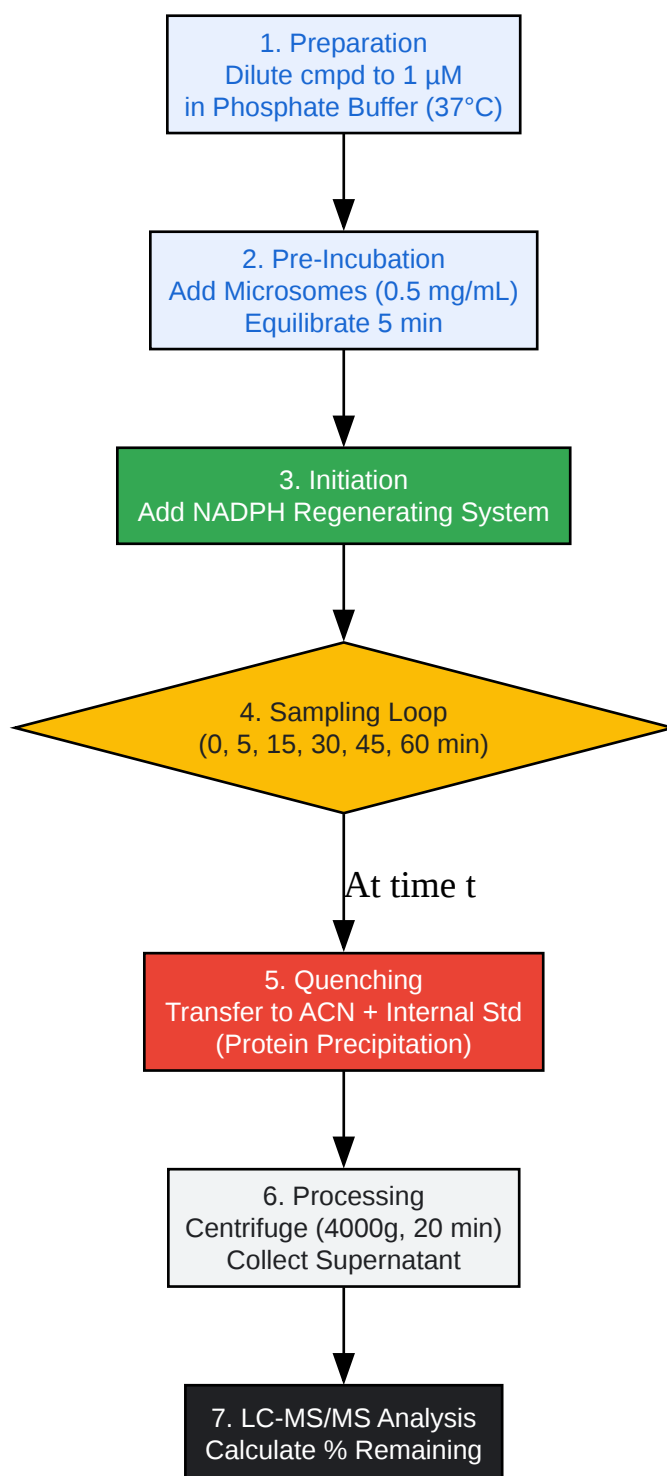 1. Preparation
Dilute cmpd to 1 µM
in Phosphate Buffer (37°C)
2. Pre-Incubation
Add Microsomes (0.5 mg/mL)
Equilibrate 5 min
3. Initiation
Add NADPH Regenerating System
4. Sampling Loop
(0, 5, 15, 30, 45, 60 min)
At time t
5. Quenching
Transfer to ACN + Internal Std
(Protein Precipitation)
6. Processing
Centrifuge (4000g, 20 min)
Collect Supernatant
7. LC-MS/MS Analysis
Calculate % Remaining